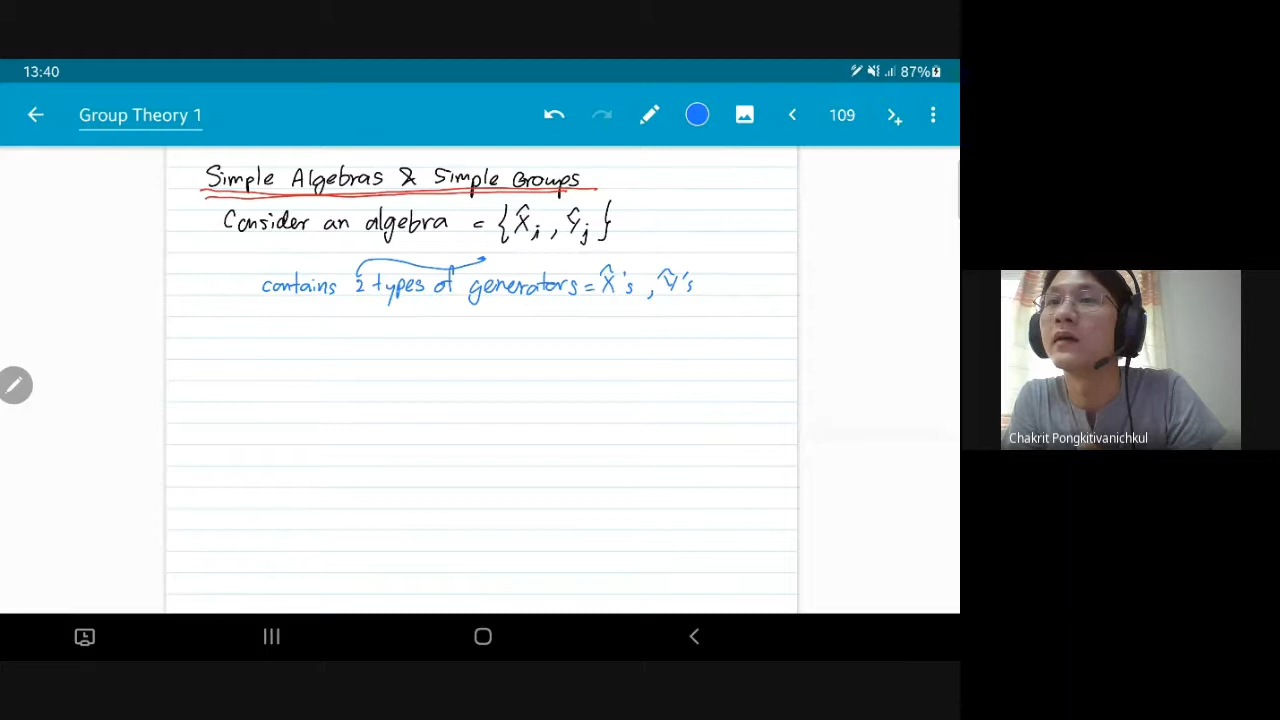 13:40
87%
Group Theory 1
109
Simple Algebras & Simple Groups
Consider an algebra = {X̂ᵢ, Ŷⱼ}
contains 2 types of generators = X̂'s, Ŷ's
Chakrit Pongkitivanichkul